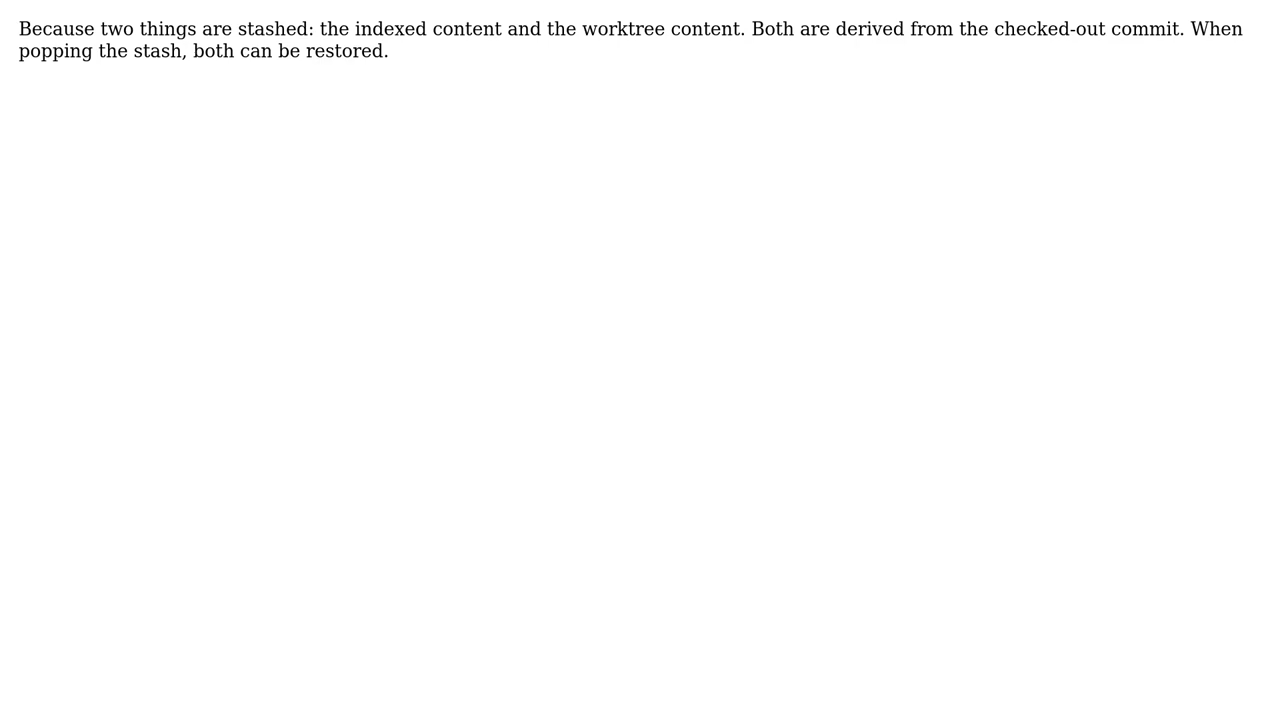 Because two things are stashed: the indexed content and the worktree content. Both are derived from the checked-out commit. When
popping the stash, both can be restored.